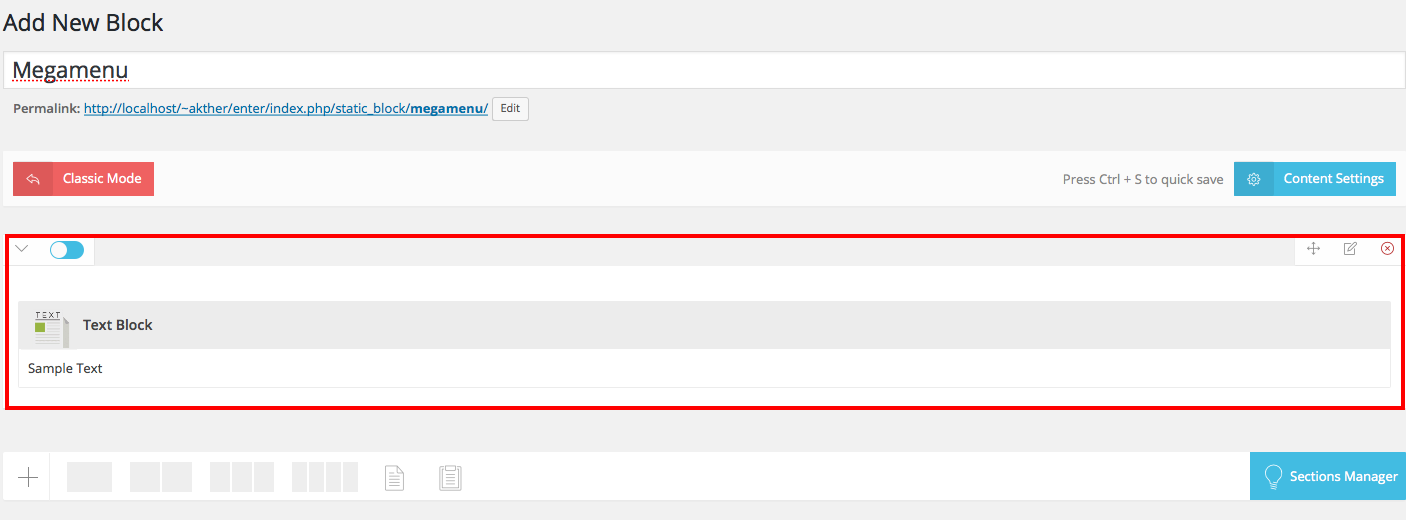 Add New Block
Megamenu
Permalink: http://localhost/~akther/enter/index.php/static_block/megamenu/ Edit
Classic Mode Press Ctrl + S to quick save Content Settings
TEXT
Text Block
Sample Text
Sections Manager